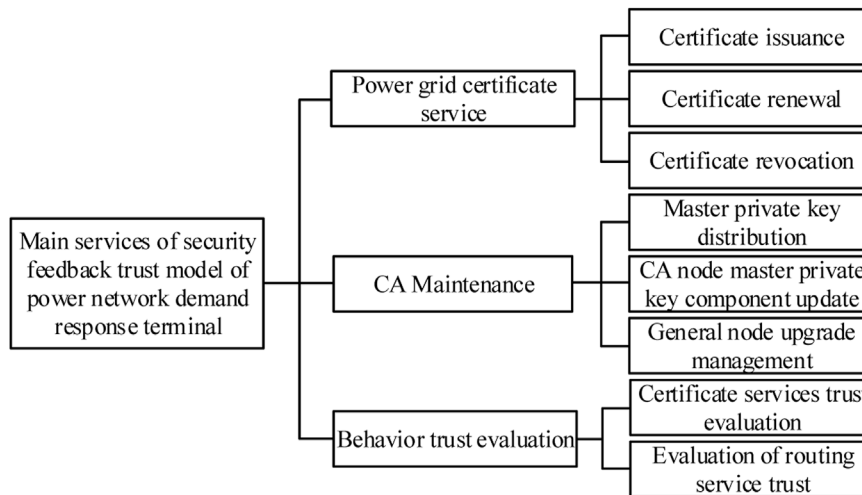 Main services of security
feedback trust model of
power network demand
response terminal
Power grid certificate
service
Certificate issuance
Certificate renewal
Certificate revocation
CA Maintenance
Master private key
distribution
CA node master private
key component update
General node upgrade
management
Behavior trust evaluation
Certificate services trust
evaluation
Evaluation of routing
service trust